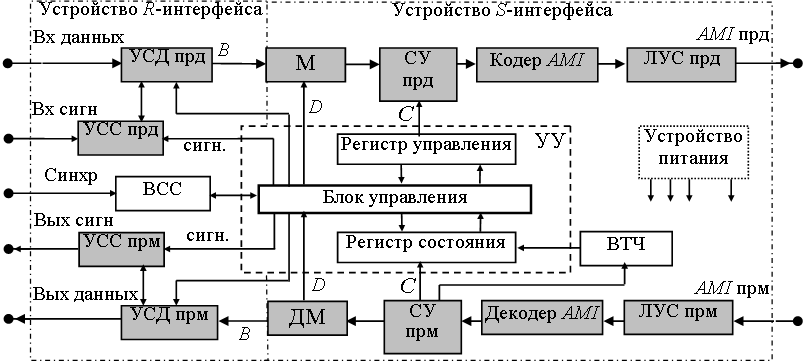 Устройство R-интерфейса
Устройство S-интерфейса
Вх данных
УСД прд
B
М
СУ прд
Кодер AMI
ЛУС прд
AMI прд
D
C
Вх сигн
УСС прд
сигн.
Регистр управления
УУ
Устройство питания
Синхр
ВСС
Блок управления
Вых сигн
УСС прм
сигн.
Регистр состояния
ВТЧ
Вых данных
D
C
AMI прм
УСД прм
B
ДМ
СУ прм
Декодер AMI
ЛУС прм